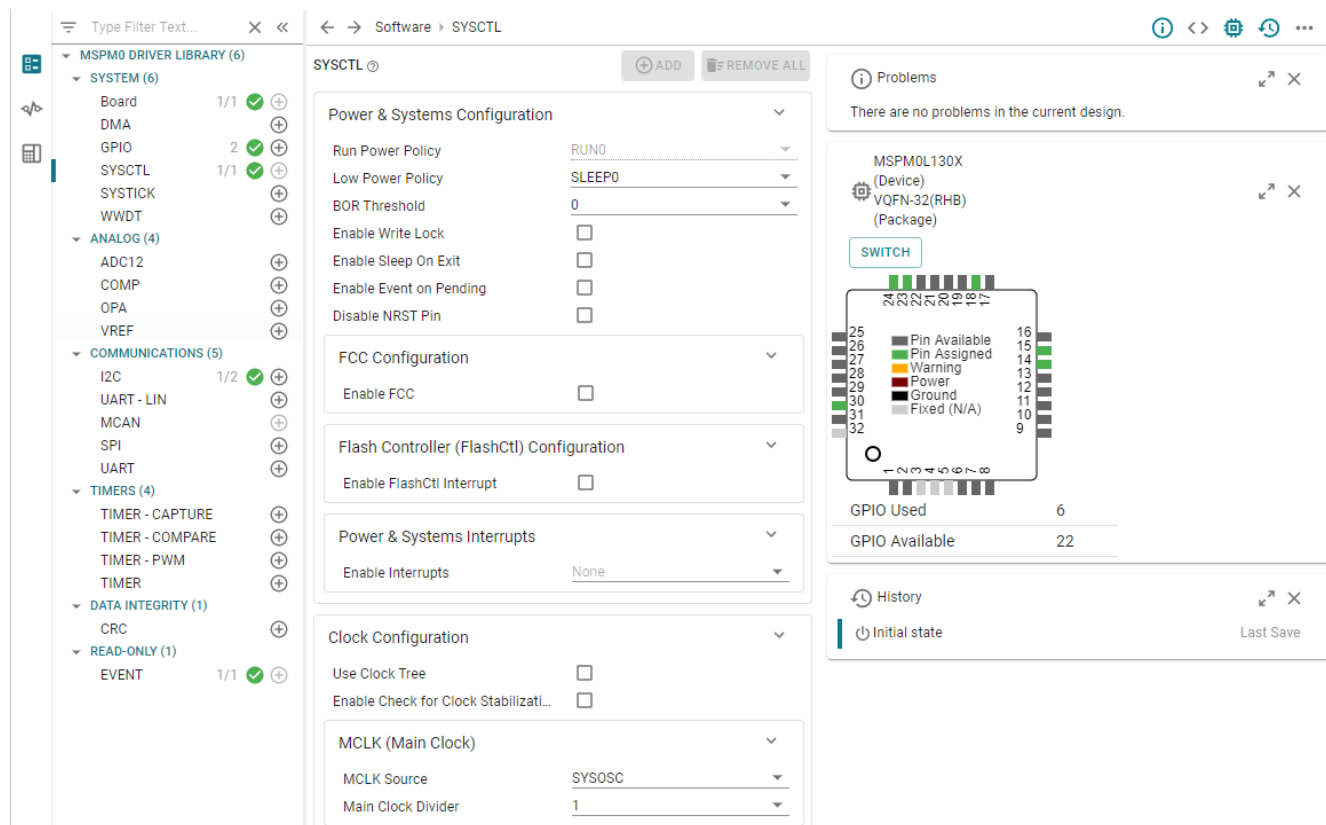 Type Filter Text...
Software › SYSCTL
MSPM0 DRIVER LIBRARY (6)
SYSTEM (6)
Board 1/1
DMA
GPIO 2
SYSCTL 1/1
SYSTICK
WWDT
ANALOG (4)
ADC12
COMP
OPA
VREF
COMMUNICATIONS (5)
I2C 1/2
UART - LIN
MCAN
SPI
UART
TIMERS (4)
TIMER - CAPTURE
TIMER - COMPARE
TIMER - PWM
TIMER
DATA INTEGRITY (1)
CRC
READ-ONLY (1)
EVENT 1/1
SYSCTL
ADD
REMOVE ALL
Power & Systems Configuration
Run Power Policy RUN0
Low Power Policy SLEEP0
BOR Threshold 0
Enable Write Lock
Enable Sleep On Exit
Enable Event on Pending
Disable NRST Pin
FCC Configuration
Enable FCC
Flash Controller (FlashCtl) Configuration
Enable FlashCtl Interrupt
Power & Systems Interrupts
Enable Interrupts None
Clock Configuration
Use Clock Tree
Enable Check for Clock Stabilizati...
MCLK (Main Clock)
MCLK Source SYSOSC
Main Clock Divider 1
Problems
There are no problems in the current design.
MSPM0L130X
(Device)
VQFN-32(RHB)
(Package)
SWITCH
24 23 22 21 20 19 18 17
25
26
27
28
29
30
31
32
Pin Available
Pin Assigned
Warning
Power
Ground
Fixed (N/A)
16
15
14
13
12
11
10
9
1 2 3 4 5 6 7 8
GPIO Used 6
GPIO Available 22
History
Initial state Last Save